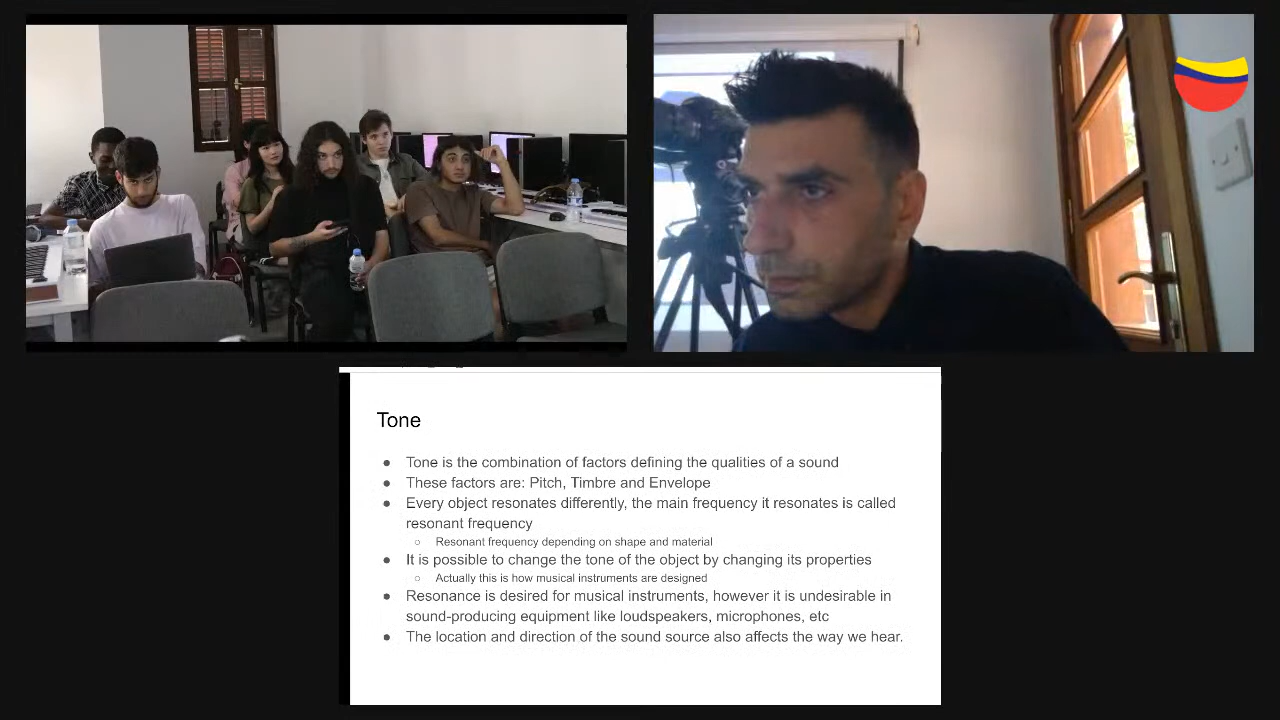 Tone
● Tone is the combination of factors defining the qualities of a sound
● These factors are: Pitch, Timbre and Envelope
● Every object resonates differently, the main frequency it resonates is called
resonant frequency
○ Resonant frequency depending on shape and material
● It is possible to change the tone of the object by changing its properties
○ Actually this is how musical instruments are designed
● Resonance is desired for musical instruments, however it is undesirable in
sound-producing equipment like loudspeakers, microphones, etc
● The location and direction of the sound source also affects the way we hear.